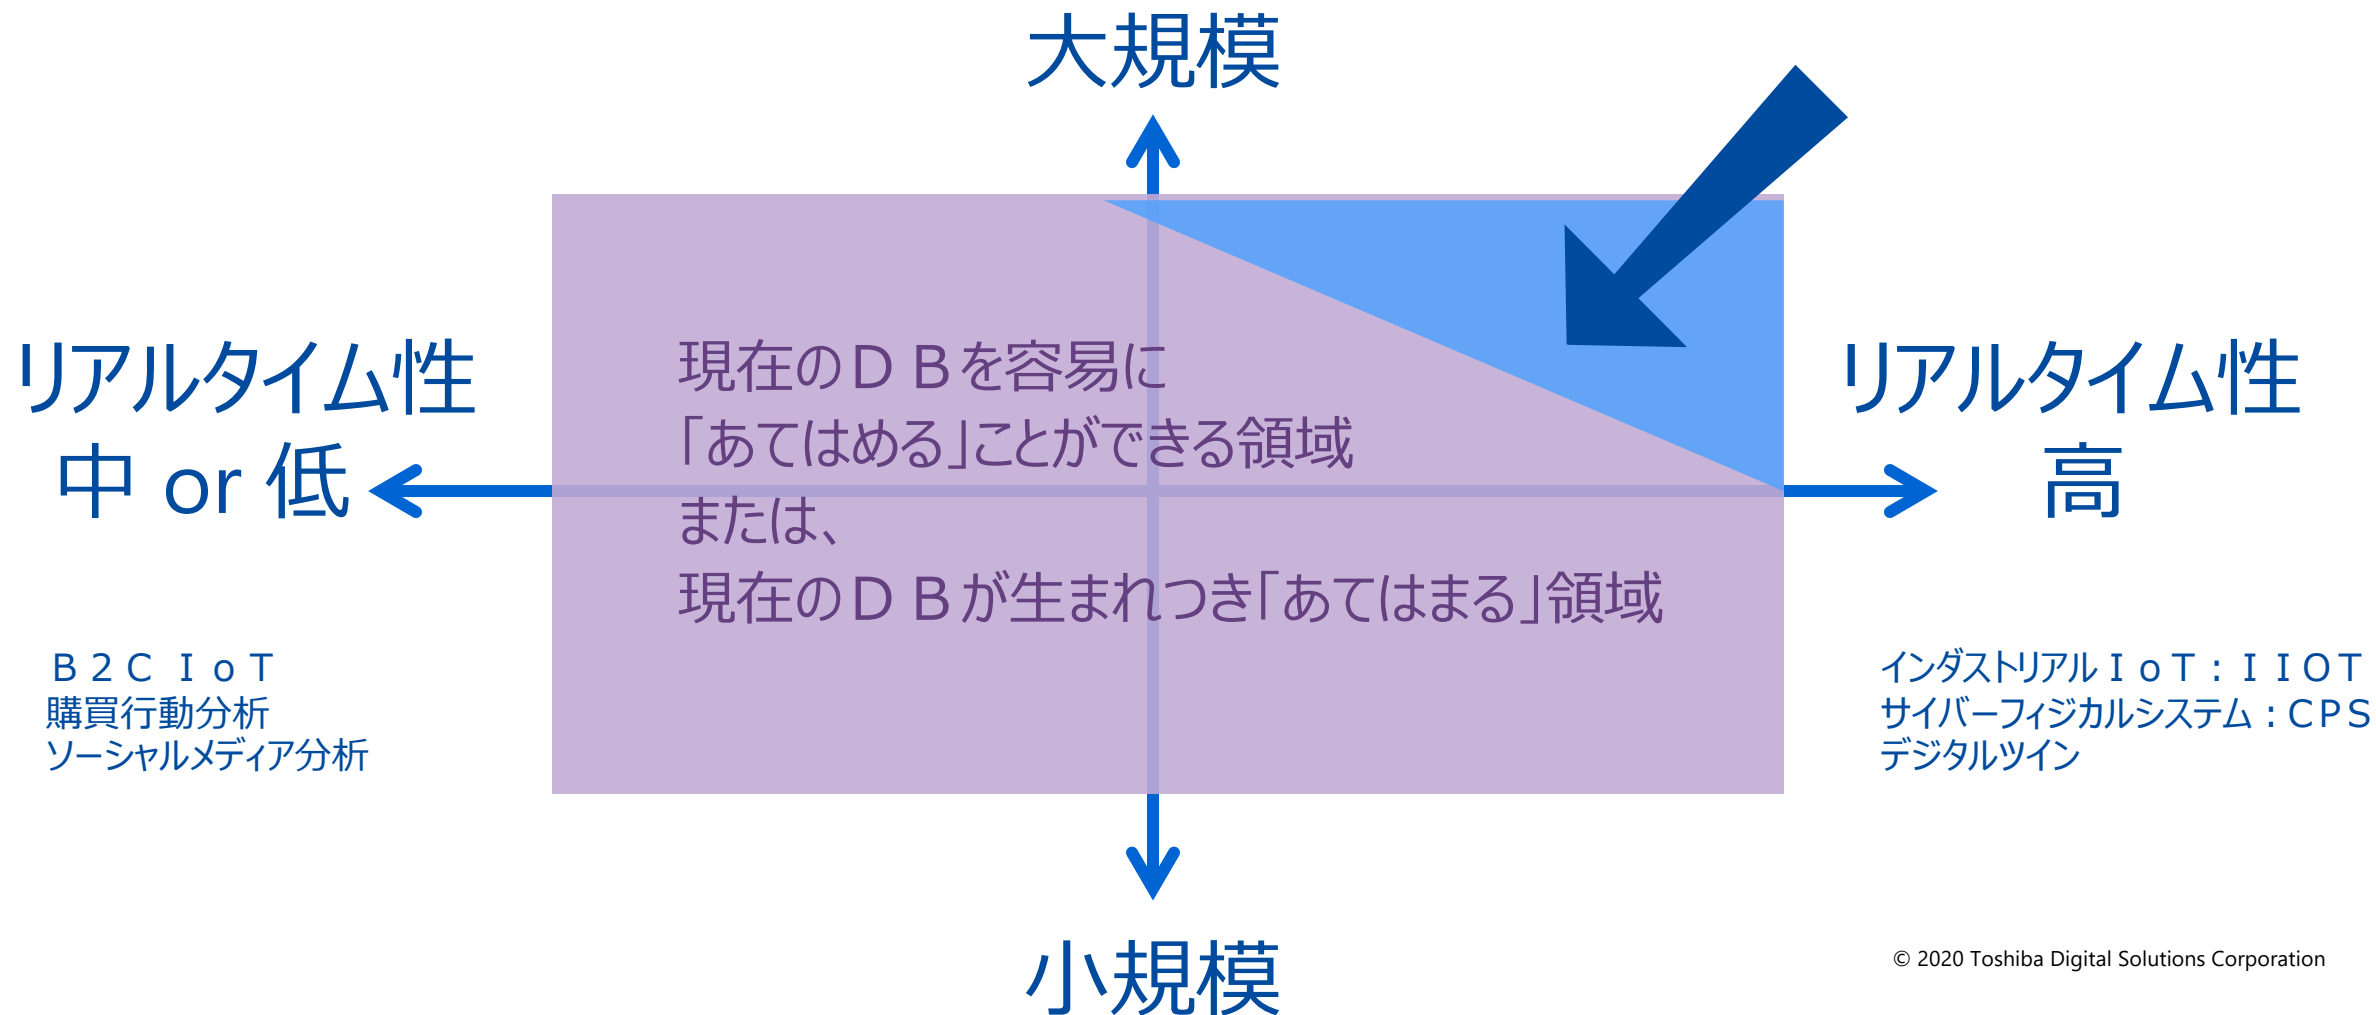 大規模
リアルタイム性
中 or 低
リアルタイム性
高
現在のＤＢを容易に
「あてはめる」ことができる領域
または、
現在のＤＢが生まれつき「あてはまる」領域
Ｂ２Ｃ ＩｏＴ
購買行動分析
ソーシャルメディア分析
インダストリアルＩｏＴ：ＩＩＯＴ
サイバーフィジカルシステム：ＣＰＳ
デジタルツイン
小規模
© 2020 Toshiba Digital Solutions Corporation